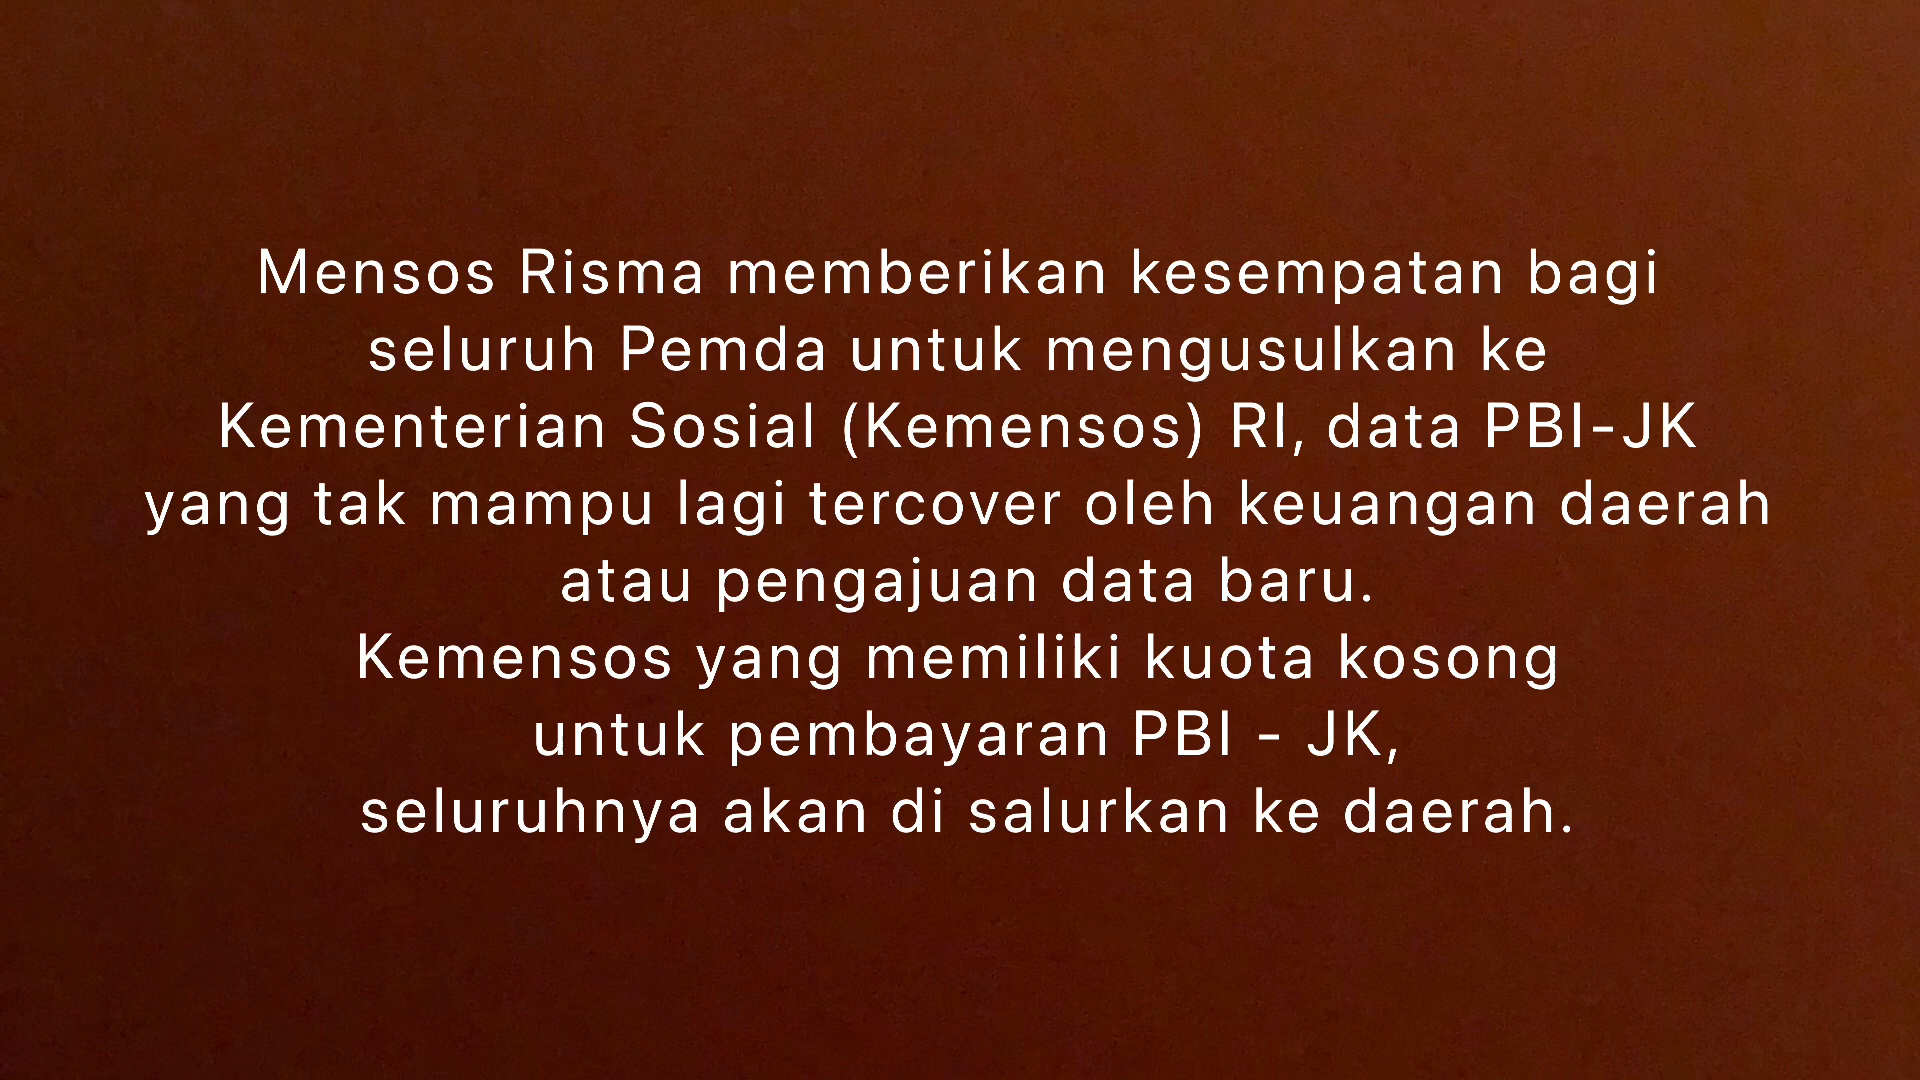 Mensos Risma memberikan kesempatan bagi
seluruh Pemda untuk mengusulkan ke
Kementerian Sosial (Kemensos) RI, data PBI-JK
yang tak mampu lagi tercover oleh keuangan daerah
atau pengajuan data baru.
Kemensos yang memiliki kuota kosong
untuk pembayaran PBI - JK,
seluruhnya akan di salurkan ke daerah.